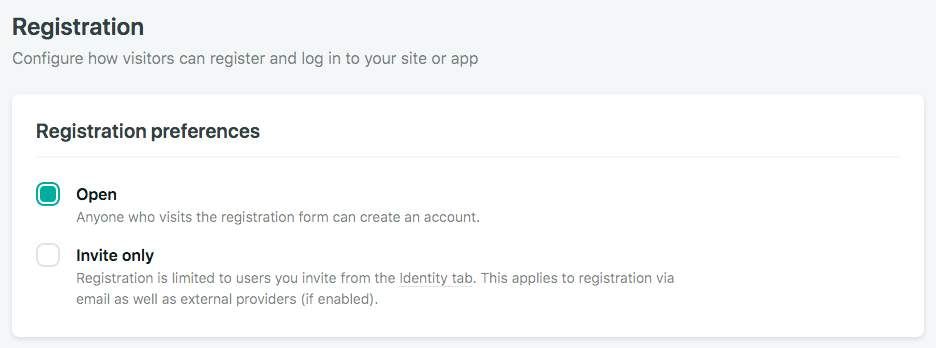 Registration
Configure how visitors can register and log in to your site or app
Registration preferences
Open
Anyone who visits the registration form can create an account.
Invite only
Registration is limited to users you invite from the Identity tab. This applies to registration via
email as well as external providers (if enabled).